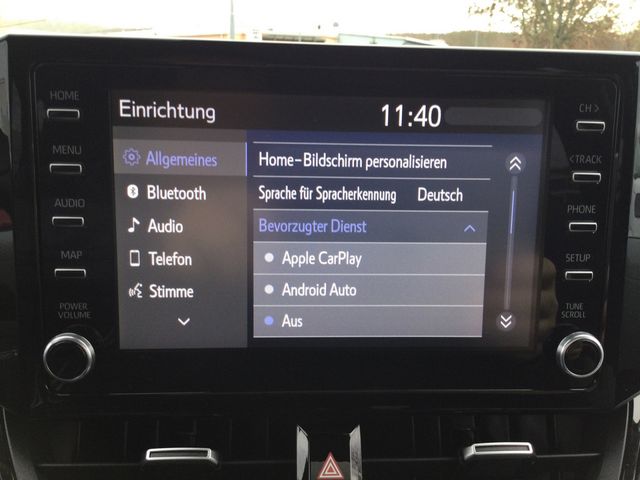 HOME
MENU
AUDIO
MAP
POWER
VOLUME
Einrichtung 11:40
Allgemeines
Bluetooth
Audio
Telefon
Stimme
Home-Bildschirm personalisieren
Sprache für Spracherkennung Deutsch
Bevorzugter Dienst
Apple CarPlay
Android Auto
Aus
CH >
< TRACK
PHONE
SETUP
TUNE
SCROLL